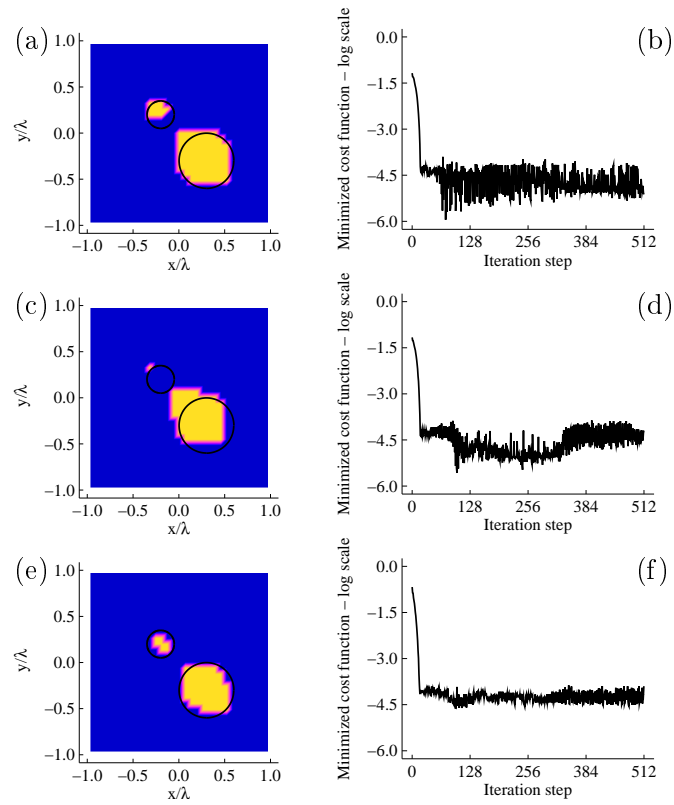 (a)
1.0
0.5
0.0
−0.5
−1.0
y/λ
−1.0 −0.5 0.0 0.5 1.0
x/λ
(b)
0.0
−1.5
−3.0
−4.5
−6.0
Minimized cost function − log scale
0 128 256 384 512
Iteration step
(c)
1.0
0.5
0.0
−0.5
−1.0
y/λ
−1.0 −0.5 0.0 0.5 1.0
x/λ
(d)
0.0
−1.5
−3.0
−4.5
−6.0
Minimized cost function − log scale
0 128 256 384 512
Iteration step
(e)
1.0
0.5
0.0
−0.5
−1.0
y/λ
−1.0 −0.5 0.0 0.5 1.0
x/λ
(f)
0.0
−1.5
−3.0
−4.5
−6.0
Minimized cost function − log scale
0 128 256 384 512
Iteration step